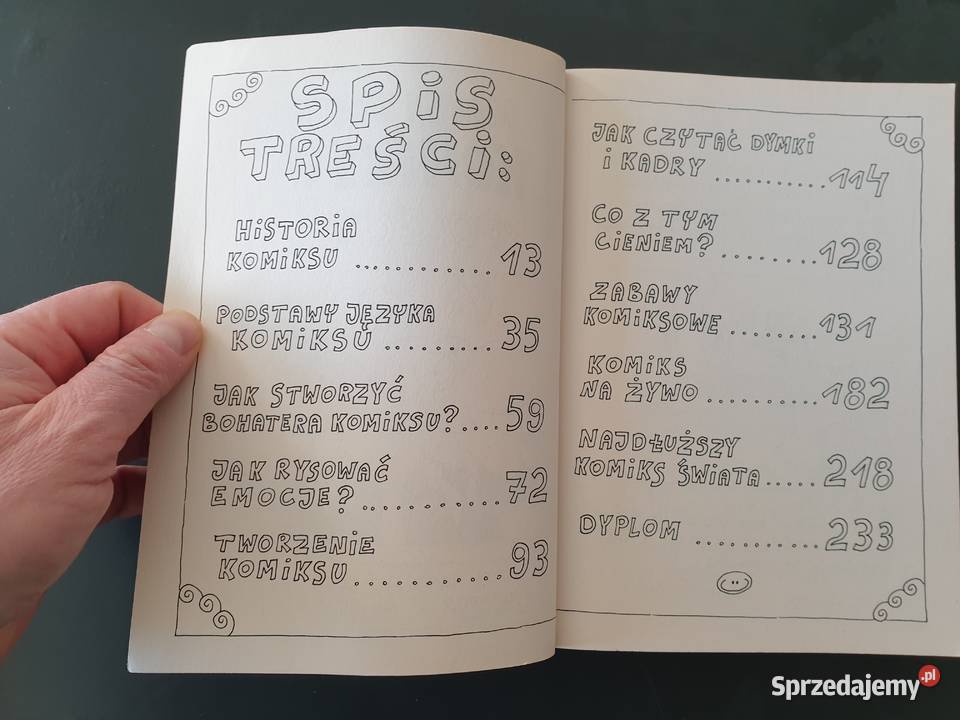 SPiS
TREŚCi:
HiSTORiA
KOMiKSU ............. 13
PODSTAWY JĘZYKA
KOMiKSU ......... 35
JAK STWORZYĆ
BOHATERA KOMiKSU? .... 59
JAK RYSOWAĆ
EMOCJE? ............ 72
TWORZENiE
KOMiKSU ............ 93
JAK CZYTAĆ DYMKi
i KADRY ........... 114
CO Z TYM
CiENiEM? ......... 128
ZABAWY
KOMiKSOWE ........ 131
KOMiKS
NA ŻYWO .......... 182
NAJDŁUŻSZY
KOMiKS ŚWiATA ..... 218
DYPLOM ........... 233
Sprzedajemy.pl